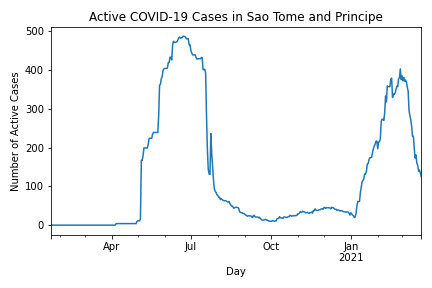 Active COVID-19 Cases in Sao Tome and Principe
Number of Active Cases
500
400
300
200
100
0
Apr
Jul
Oct
Jan
2021
Day